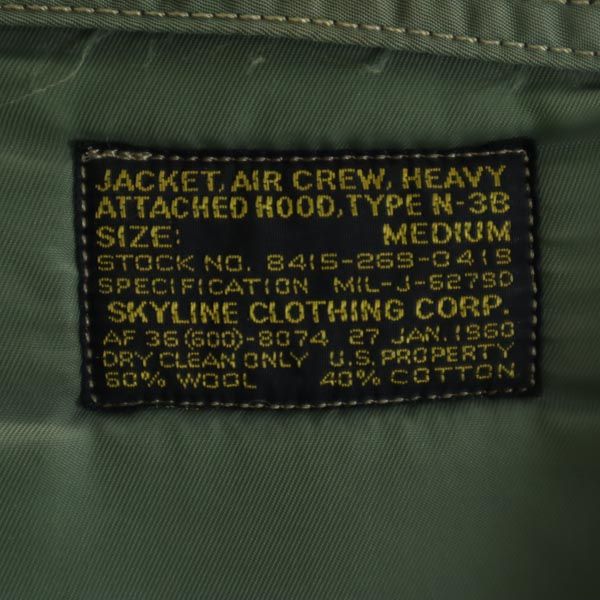 JACKET, AIR CREW, HEAVY
ATTACHED HOOD, TYPE N-3B
SIZE: MEDIUM
STOCK NO. 8415-269-0419
SPECIFICATION MIL-J-6279D
SKYLINE CLOTHING CORP.
AF 36(600)-8074 27 JAN. 1960
DRY CLEAN ONLY U.S. PROPERTY
60% WOOL 40% COTTON